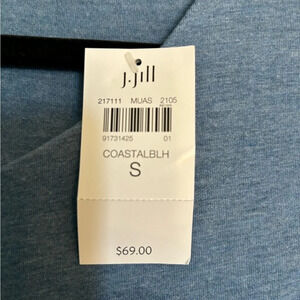 J.Jill
217111 MUAS 2105
91731425 01
COASTALBLH
S
$69.00